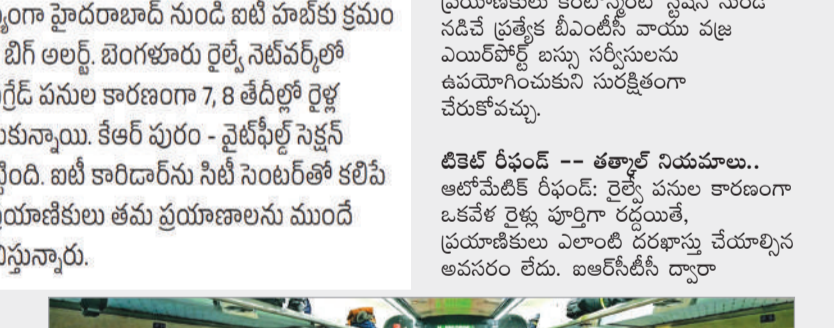 హైదరాబాద్ నుండి ఐటీ హబ్‌కు క్రమం
బిగ్ అలర్ట్. బెంగళూరు రైల్వే నెట్‌వర్క్‌లో
పనుల కారణంగా 7, 8 తేదీల్లో రైళ్ల
కేఆర్ పురం - వైట్‌ఫీల్డ్ సెక్షన్
ఐటీ కారిడార్‌ను సిటీ సెంటర్‌తో కలిపే
తమ ప్రయాణాలను ముందే
నడిచే ప్రత్యేక బీఎంటీసీ వాయు వజ్ర
ఎయిర్‌పోర్ట్ బస్సు సర్వీసులను
ఉపయోగించుకుని సురక్షితంగా
చేరుకోవచ్చు.
టికెట్ రీఫండ్ -- తత్కాల్ నియమాలు..
ఆటోమేటిక్ రీఫండ్: రైల్వే పనుల కారణంగా
ఒకవేళ రైళ్లు పూర్తిగా రద్దయితే,
ప్రయాణికులు ఎలాంటి దరఖాస్తు చేయాల్సిన
అవసరం లేదు. ఐఆర్‌సీటీసీ ద్వారా